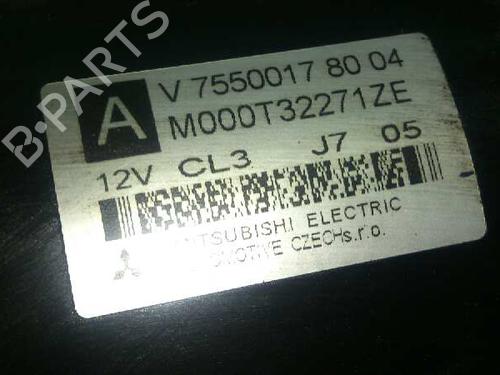 B-PARTS
A
V 7550017 80 04
M000T32271ZE
12V CL3 J7 05
MITSUBISHI ELECTRIC
AUTOMOTIVE CZECH s.r.o.